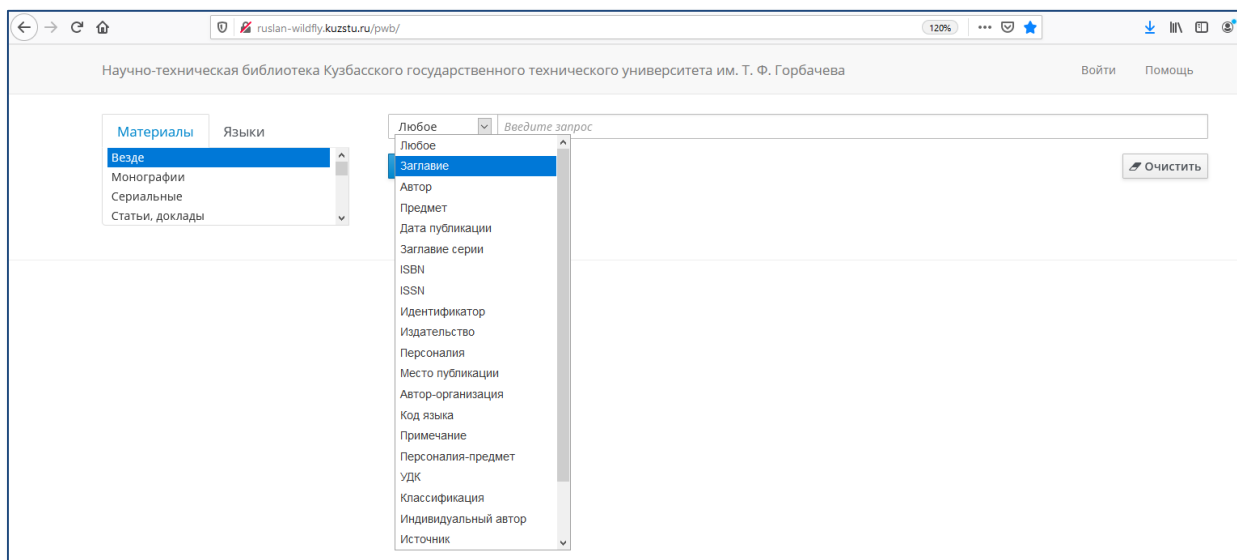 ruslan-wildfly.kuzstu.ru/pwb/ 120%
Научно-техническая библиотека Кузбасского государственного технического университета им. Т. Ф. Горбачева Войти Помощь
Материалы Языки
Везде
Монографии
Сериальные
Статьи, доклады
Любое Введите запрос
Очистить
Любое
Заглавие
Автор
Предмет
Дата публикации
Заглавие серии
ISBN
ISSN
Идентификатор
Издательство
Персоналия
Место публикации
Автор-организация
Код языка
Примечание
Персоналия-предмет
УДК
Классификация
Индивидуальный автор
Источник